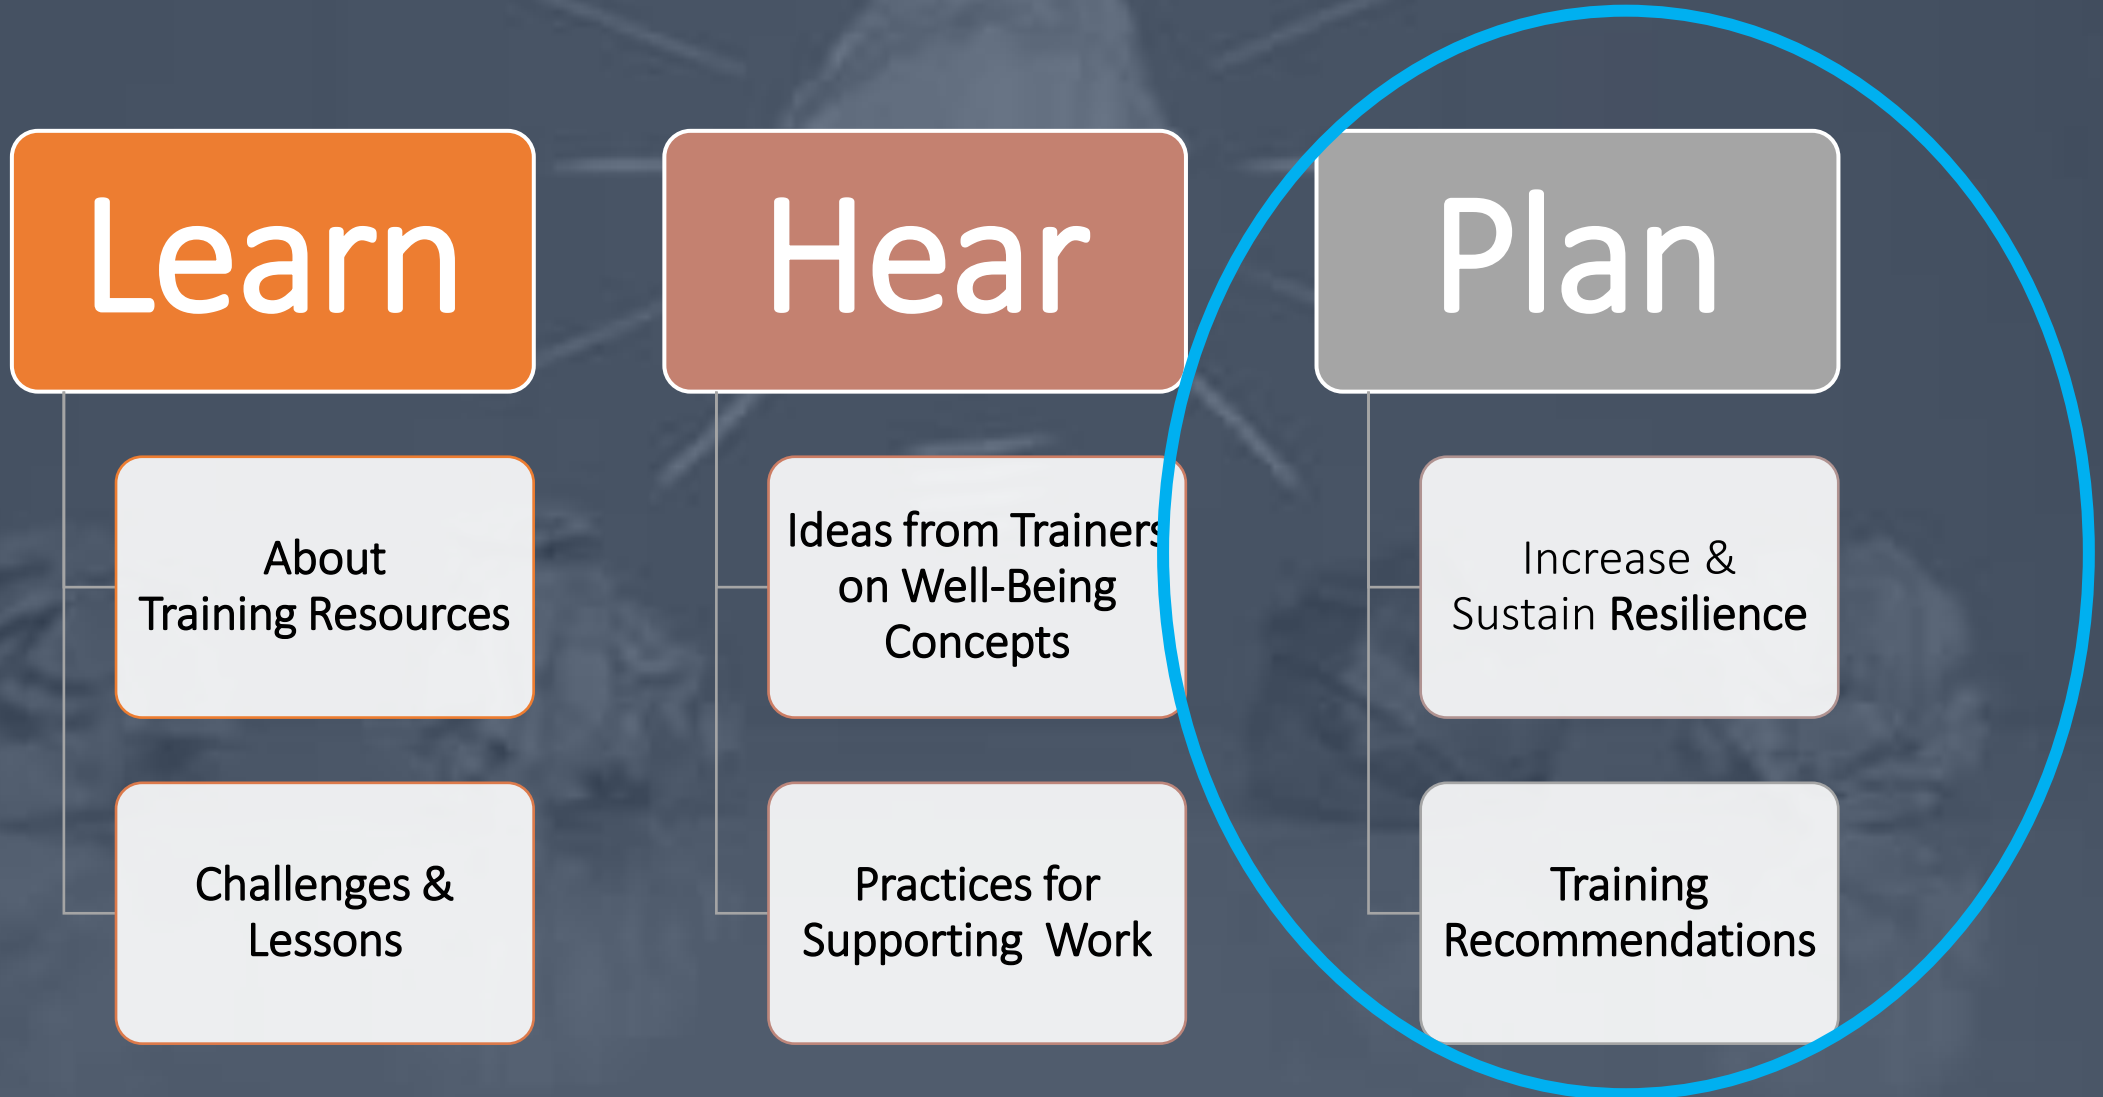 Learn
About
Training Resources
Challenges &
Lessons
Hear
Ideas from Trainers
on Well-Being
Concepts
Practices for
Supporting  Work
Plan
Increase &
Sustain Resilience
Training
Recommendations